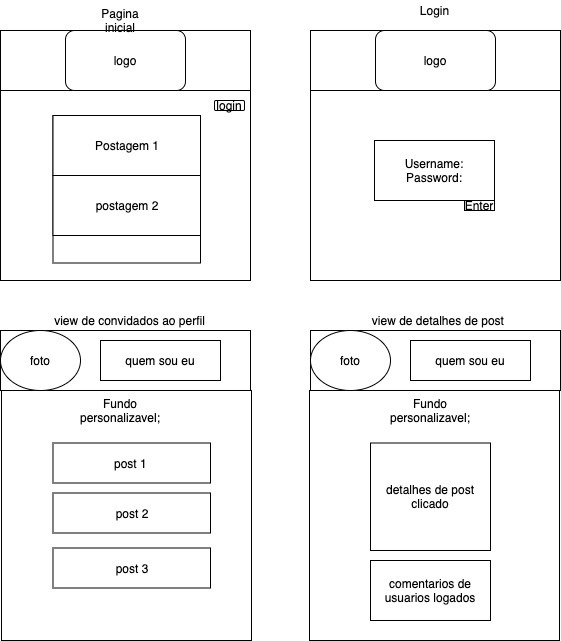 Pagina
inicial
logo
login
Postagem 1
postagem 2
Login
logo
Username:
Password:
Enter
view de convidados ao perfil
foto
quem sou eu
Fundo
personalizavel;
post 1
post 2
post 3
view de detalhes de post
foto
quem sou eu
Fundo
personalizavel;
detalhes de post
clicado
comentarios de
usuarios logados